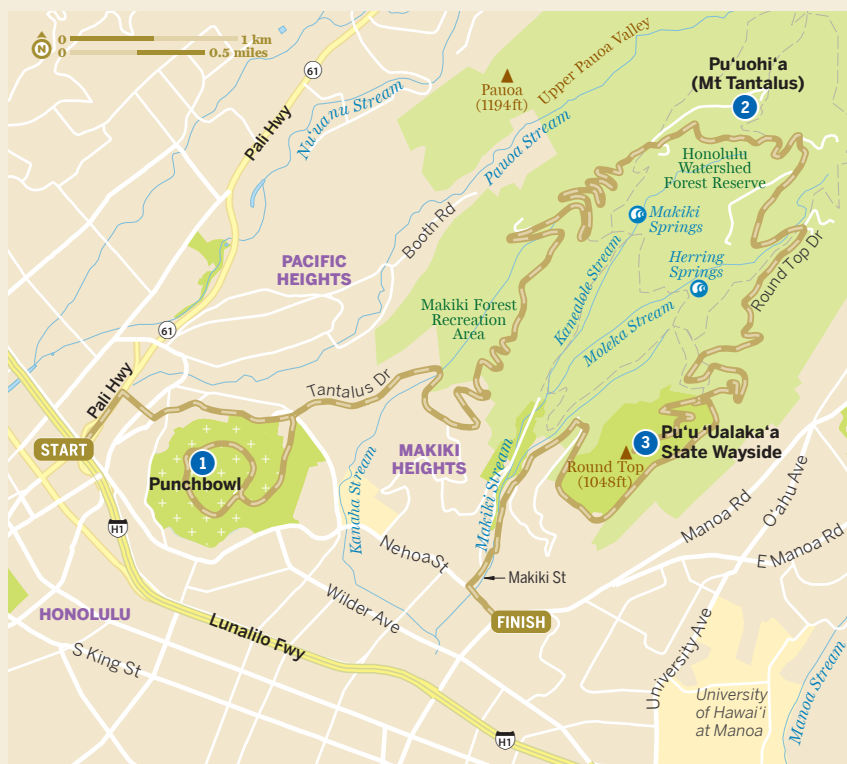 0
1 km
0
0.5 miles
N
61
Pali Hwy
Nu‘uanu Stream
Pauoa
(1194ft)
Upper Pauoa Valley
Pauoa Stream
Pu‘uohi‘a
(Mt Tantalus)
2
Honolulu
Watershed
Forest Reserve
Makiki
Springs
Herring
Springs
Booth Rd
PACIFIC
HEIGHTS
Kanealole Stream
Round Top Dr
Makiki Forest
Recreation
Area
Moleka Stream
61
Pali Hwy
Tantalus Dr
START
1
Punchbowl
MAKIKI
HEIGHTS
3
Pu‘u ‘Ualaka‘a
State Wayside
Round Top
(1048ft)
Kanaha Stream
Makiki Stream
Manoa Rd
O‘ahu Ave
E Manoa Rd
H1
Nehoa St
Makiki St
HONOLULU
Wilder Ave
FINISH
Lunalilo Fwy
S King St
University Ave
University
of Hawai‘i
at Manoa
Manoa Stream
H1